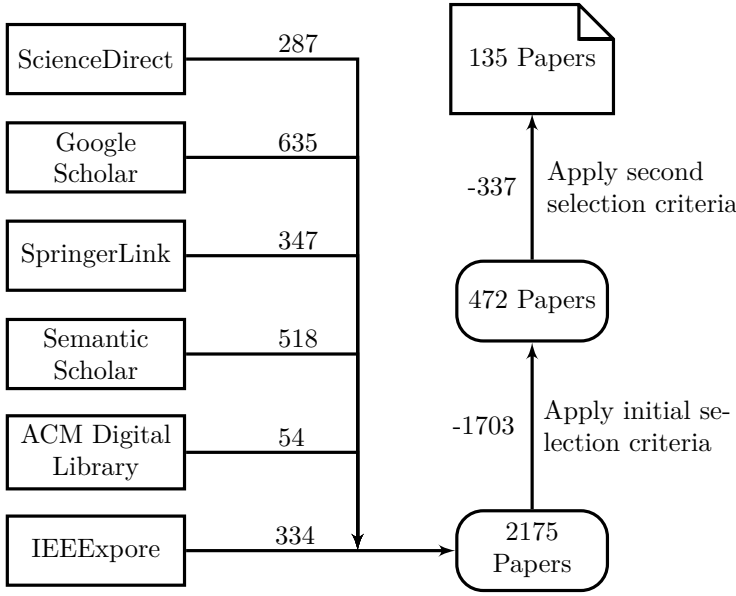 ScienceDirect
287
Google
Scholar
635
SpringerLink
347
Semantic
Scholar
518
ACM Digital
Library
54
IEEExpore
334
135 Papers
-337
Apply second
selection criteria
472 Papers
-1703
Apply initial se-
lection criteria
2175
Papers